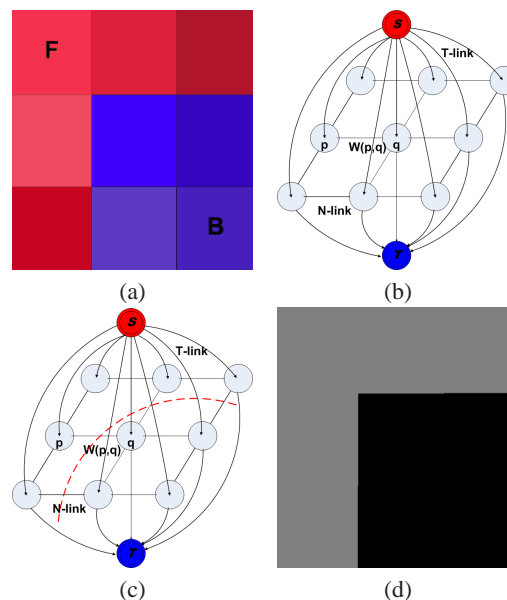 F
B
(a)
S
T-link
p
W(p,q)
q
N-link
T
(b)
S
T-link
p
W(p,q)
q
N-link
T
(c)
(d)